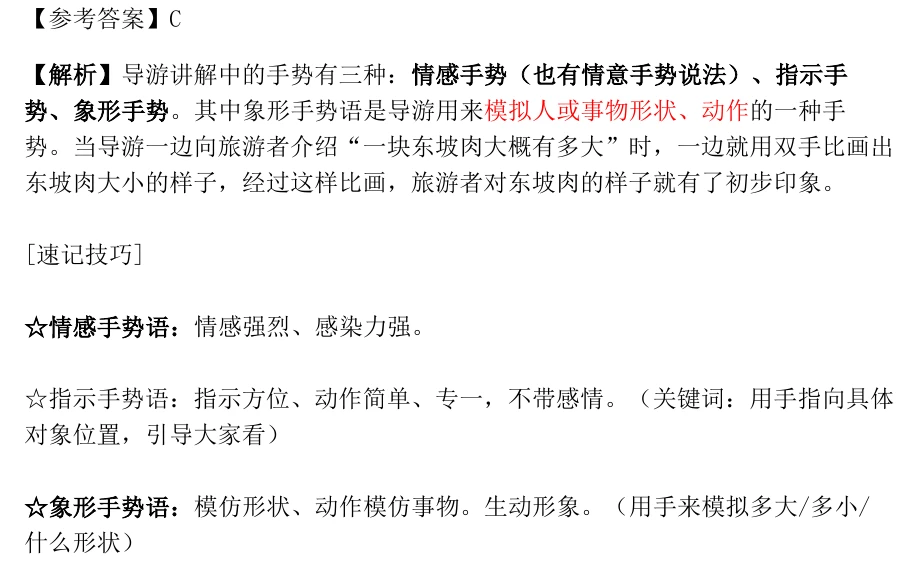 【参考答案】C
【解析】导游讲解中的手势有三种：情感手势（也有情意手势说法）、指示手
势、象形手势。其中象形手势语是导游用来模拟人或事物形状、动作的一种手
势。当导游一边向旅游者介绍“一块东坡肉大概有多大”时，一边就用双手比画出
东坡肉大小的样子，经过这样比画，旅游者对东坡肉的样子就有了初步印象。
[速记技巧]
☆情感手势语：情感强烈、感染力强。
☆指示手势语：指示方位、动作简单、专一，不带感情。（关键词：用手指向具体
对象位置，引导大家看）
☆象形手势语：模仿形状、动作模仿事物。生动形象。（用手来模拟多大/多小/
什么形状）